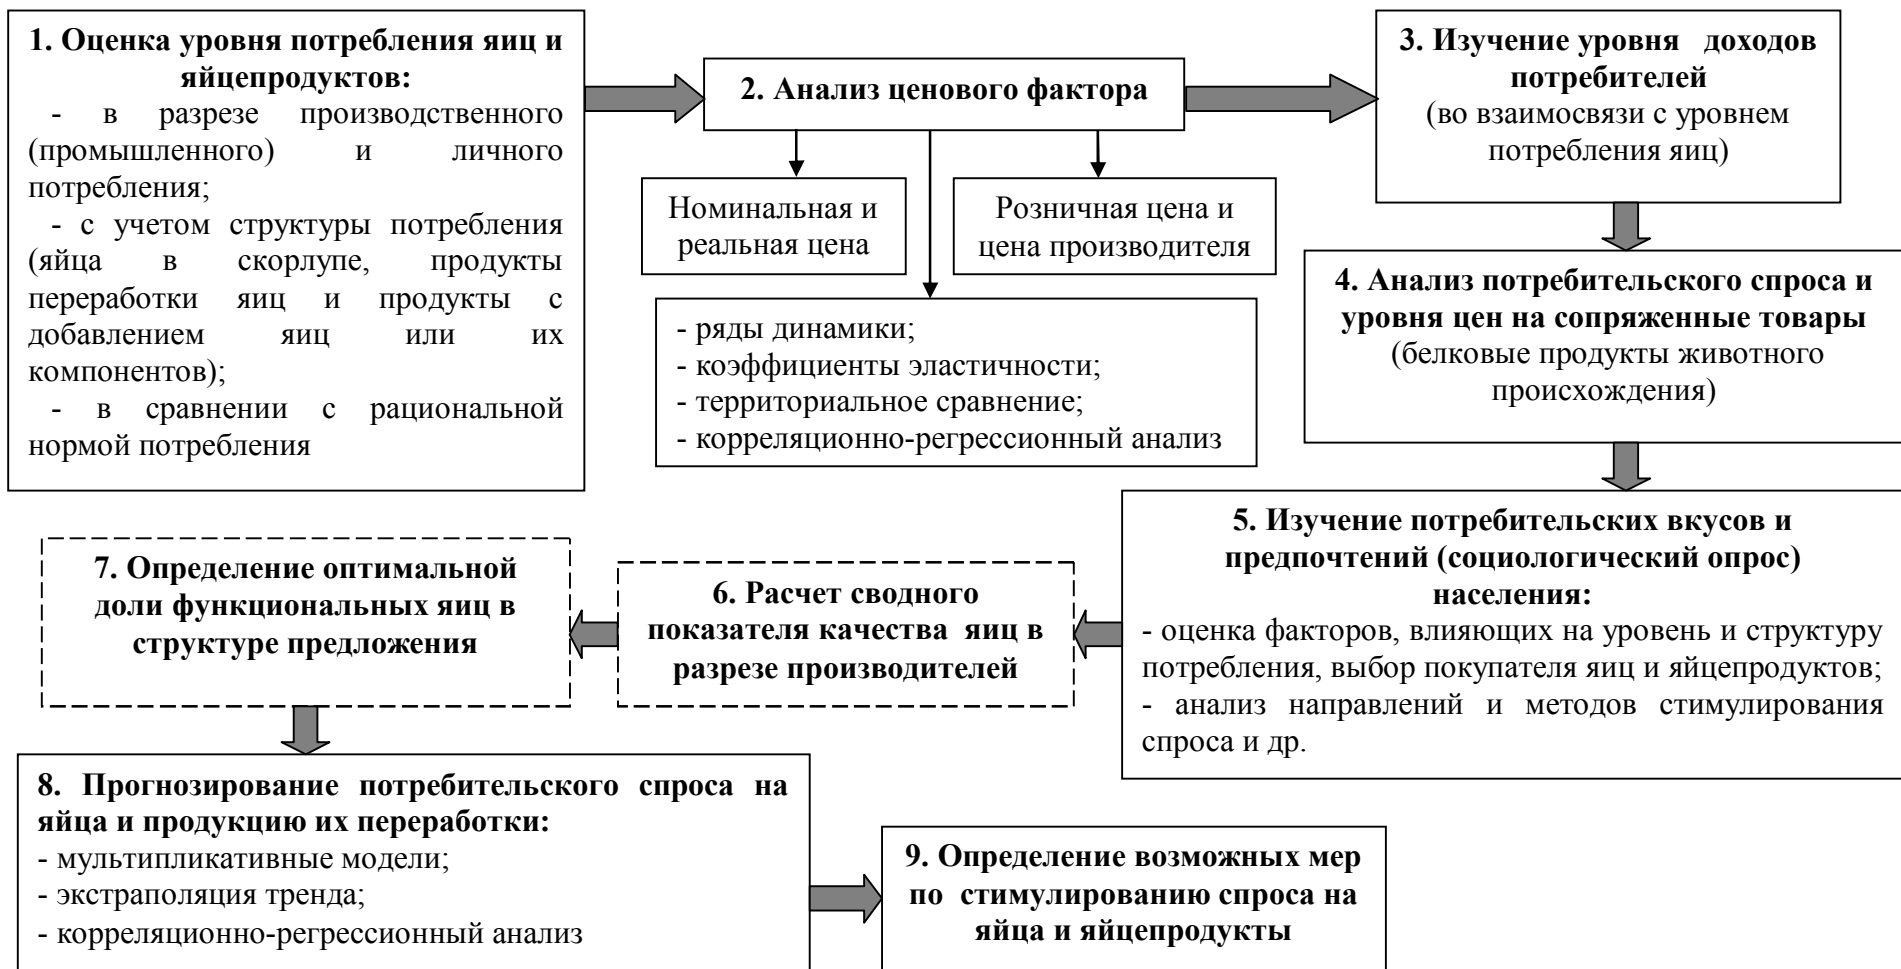 1. Оценка уровня потребления яиц и
яйцепродуктов:
- в разрезе производственного
(промышленного) и личного
потребления;
- с учетом структуры потребления
(яйца в скорлупе, продукты
переработки яиц и продукты с
добавлением яиц или их
компонентов);
- в сравнении с рациональной
нормой потребления
2. Анализ ценового фактора
Номинальная и
реальная цена
Розничная цена и
цена производителя
- ряды динамики;
- коэффициенты эластичности;
- территориальное сравнение;
- корреляционно-регрессионный анализ
3. Изучение уровня доходов
потребителей
(во взаимосвязи с уровнем
потребления яиц)
4. Анализ потребительского спроса и
уровня цен на сопряженные товары
(белковые продукты животного
происхождения)
5. Изучение потребительских вкусов и
предпочтений (социологический опрос)
населения:
- оценка факторов, влияющих на уровень и структуру
потребления, выбор покупателя яиц и яйцепродуктов;
- анализ направлений и методов стимулирования
спроса и др.
6. Расчет сводного
показателя качества яиц в
разрезе производителей
7. Определение оптимальной
доли функциональных яиц в
структуре предложения
8. Прогнозирование потребительского спроса на
яйца и продукцию их переработки:
- мультипликативные модели;
- экстраполяция тренда;
- корреляционно-регрессионный анализ
9. Определение возможных мер
по стимулированию спроса на
яйца и яйцепродукты